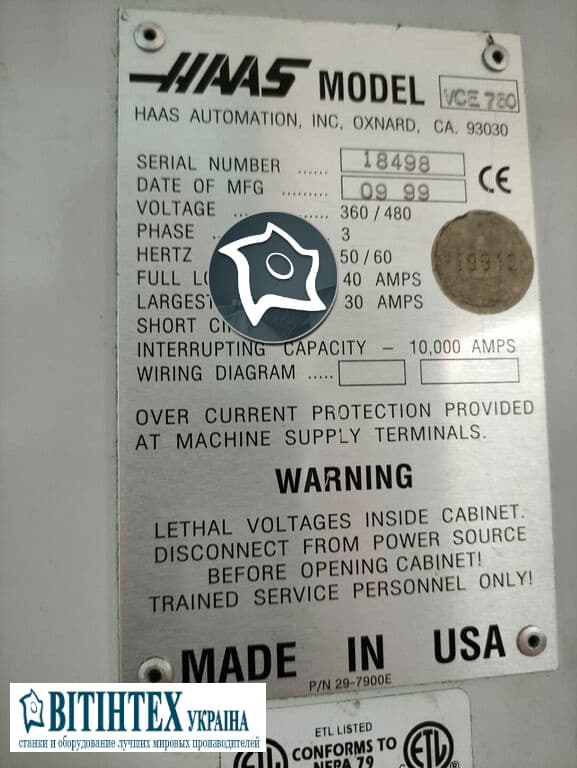 HAAS MODEL VCE 750
HAAS AUTOMATION, INC, OXNARD, CA. 93030
SERIAL NUMBER ...... 18498
DATE OF MFG ......... 09 99
CE
VOLTAGE .. ........ 360 / 480
PHASE . 3
HERTZ 50/60
FULL 40 AMPS
LARGEST 30 AMPS
SHORT
INTERRUPTING CAPACITY – 10,000 AMPS
WIRING DIAGRAM .....
OVER CURRENT PROTECTION PROVIDED
AT MACHINE SUPPLY TERMINALS.
WARNING
LETHAL VOLTAGES INSIDE CABINET.
DISCONNECT FROM POWER SOURCE
BEFORE OPENING CABINET!
TRAINED SERVICE PERSONNEL ONLY!
MADE IN USA
P/N 29-7900E
ETL LISTED
CONFORMS TO
NFPA 79
ETL
ВІТІНТЕХ УКРАЇНА
станки и оборудование лучших мировых производителей